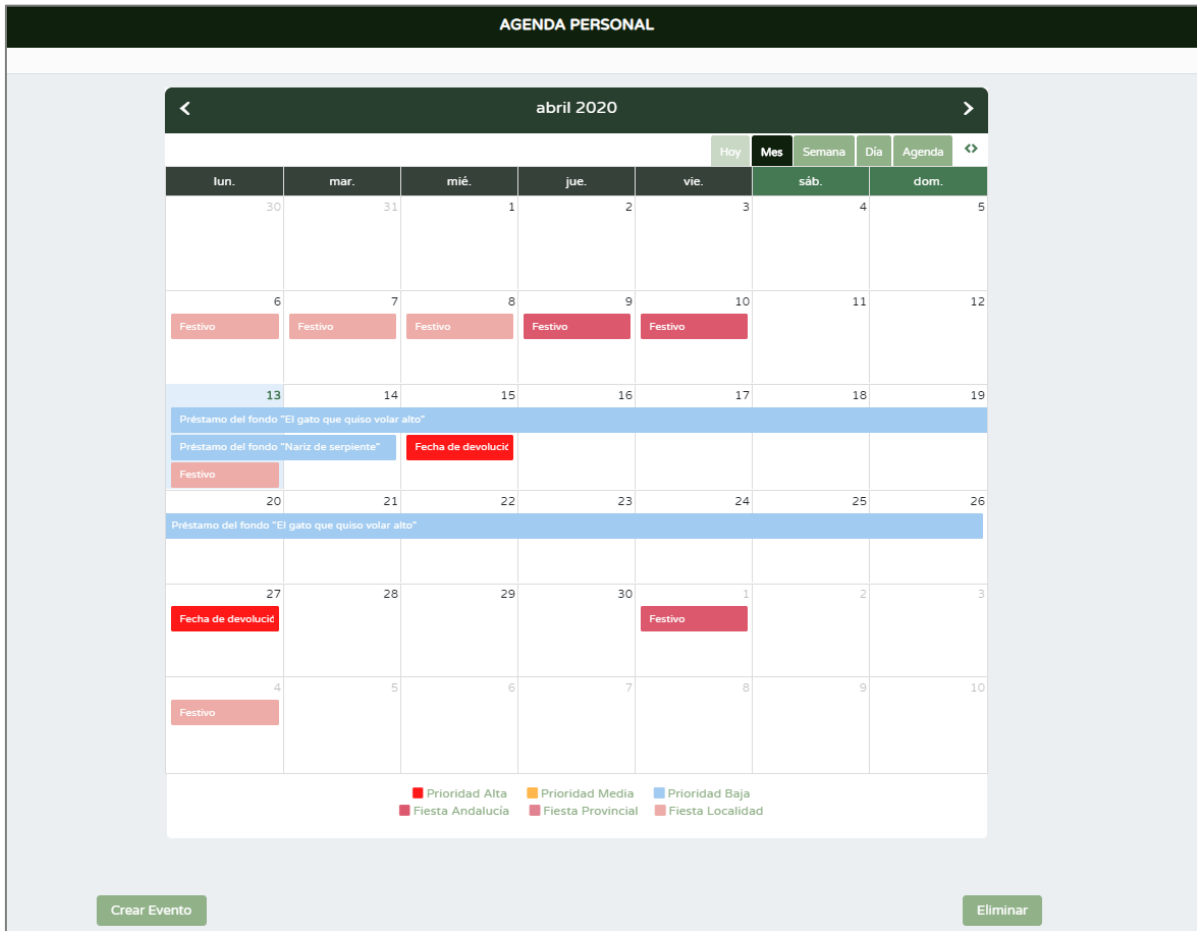 AGENDA PERSONAL
abril 2020
Hoy Mes Semana Día Agenda
lun. mar. mié. jue. vie. sáb. dom.
30 31 1 2 3 4 5
6 7 8 9 10 11 12
Festivo Festivo Festivo Festivo Festivo
13 14 15 16 17 18 19
Préstamo del fondo "El gato que quiso volar alto"
Préstamo del fondo "Nariz de serpiente" Fecha de devolució
Festivo
20 21 22 23 24 25 26
Préstamo del fondo "El gato que quiso volar alto"
27 28 29 30 1 2 3
Fecha de devolució Festivo
4 5 6 7 8 9 10
Festivo
Prioridad Alta Prioridad Media Prioridad Baja
Fiesta Andalucía Fiesta Provincial Fiesta Localidad
Crear Evento Eliminar